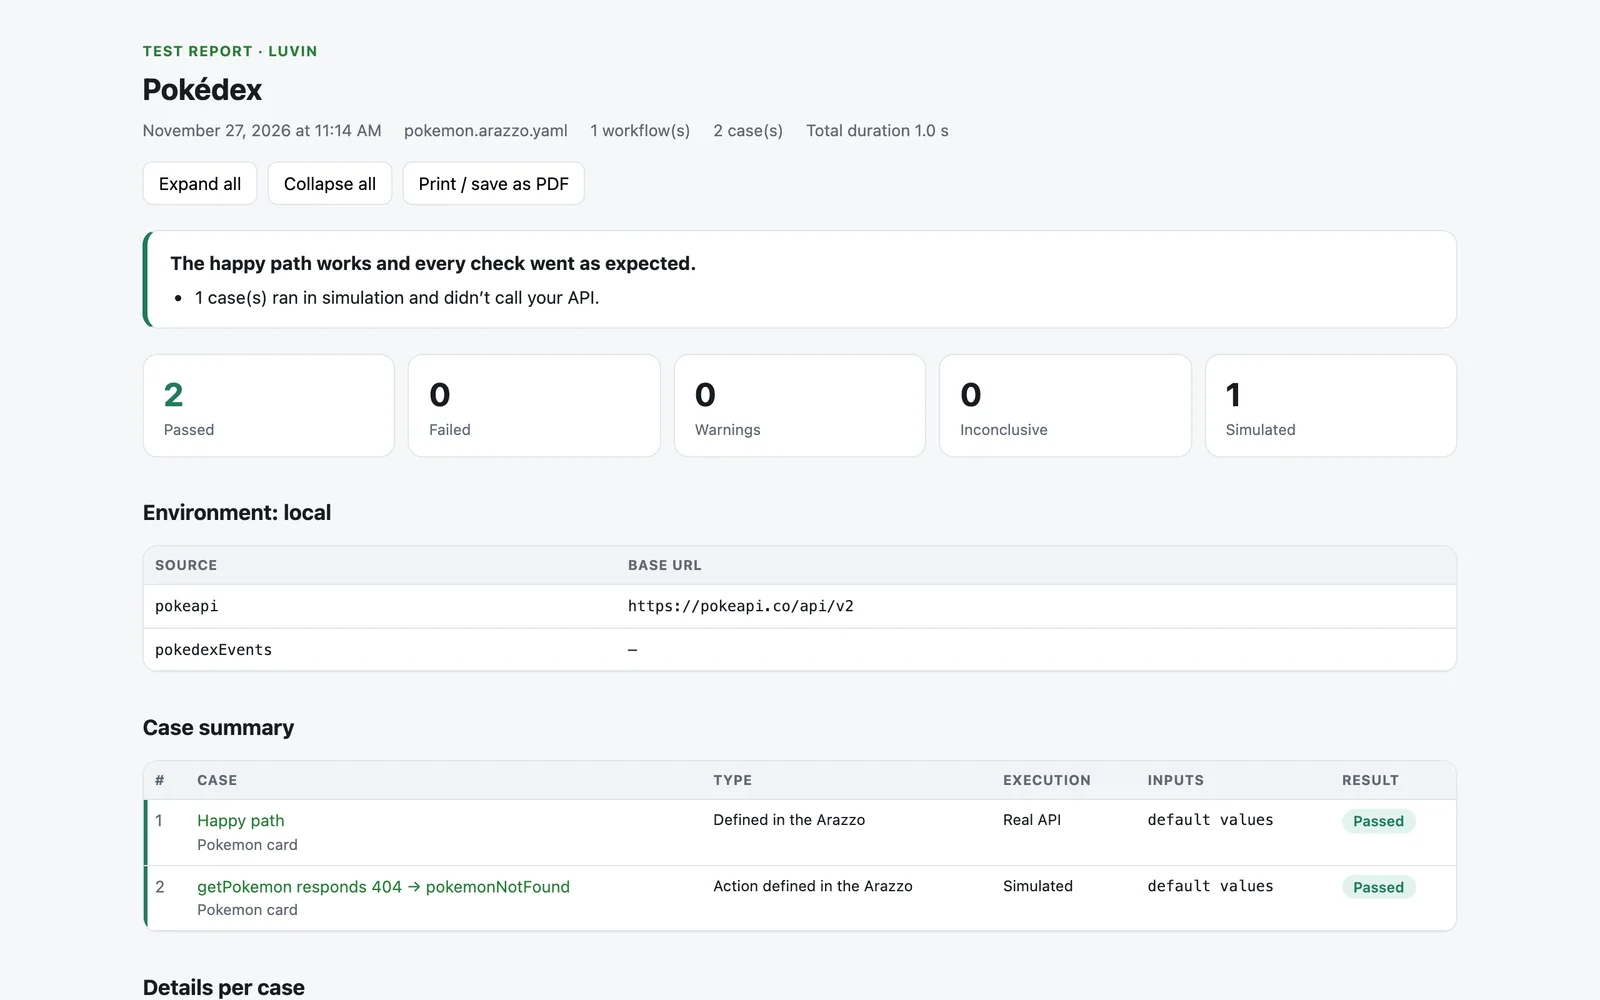 TEST REPORT · LUVIN
Pokédex
November 27, 2026 at 11:14 AM pokemon.arazzo.yaml 1 workflow(s) 2 case(s) Total duration 1.0 s
Expand all Collapse all Print / save as PDF
The happy path works and every check went as expected.
• 1 case(s) ran in simulation and didn’t call your API.
2 0 0 0 1
Passed Failed Warnings Inconclusive Simulated
Environment: local
SOURCE BASE URL
pokeapi https://pokeapi.co/api/v2
pokedexEvents —
Case summary
# CASE TYPE EXECUTION INPUTS RESULT
1 Happy path Defined in the Arazzo Real API default values Passed
Pokemon card
2 getPokemon responds 404 → pokemonNotFound Action defined in the Arazzo Simulated default values Passed
Pokemon card
Details per case